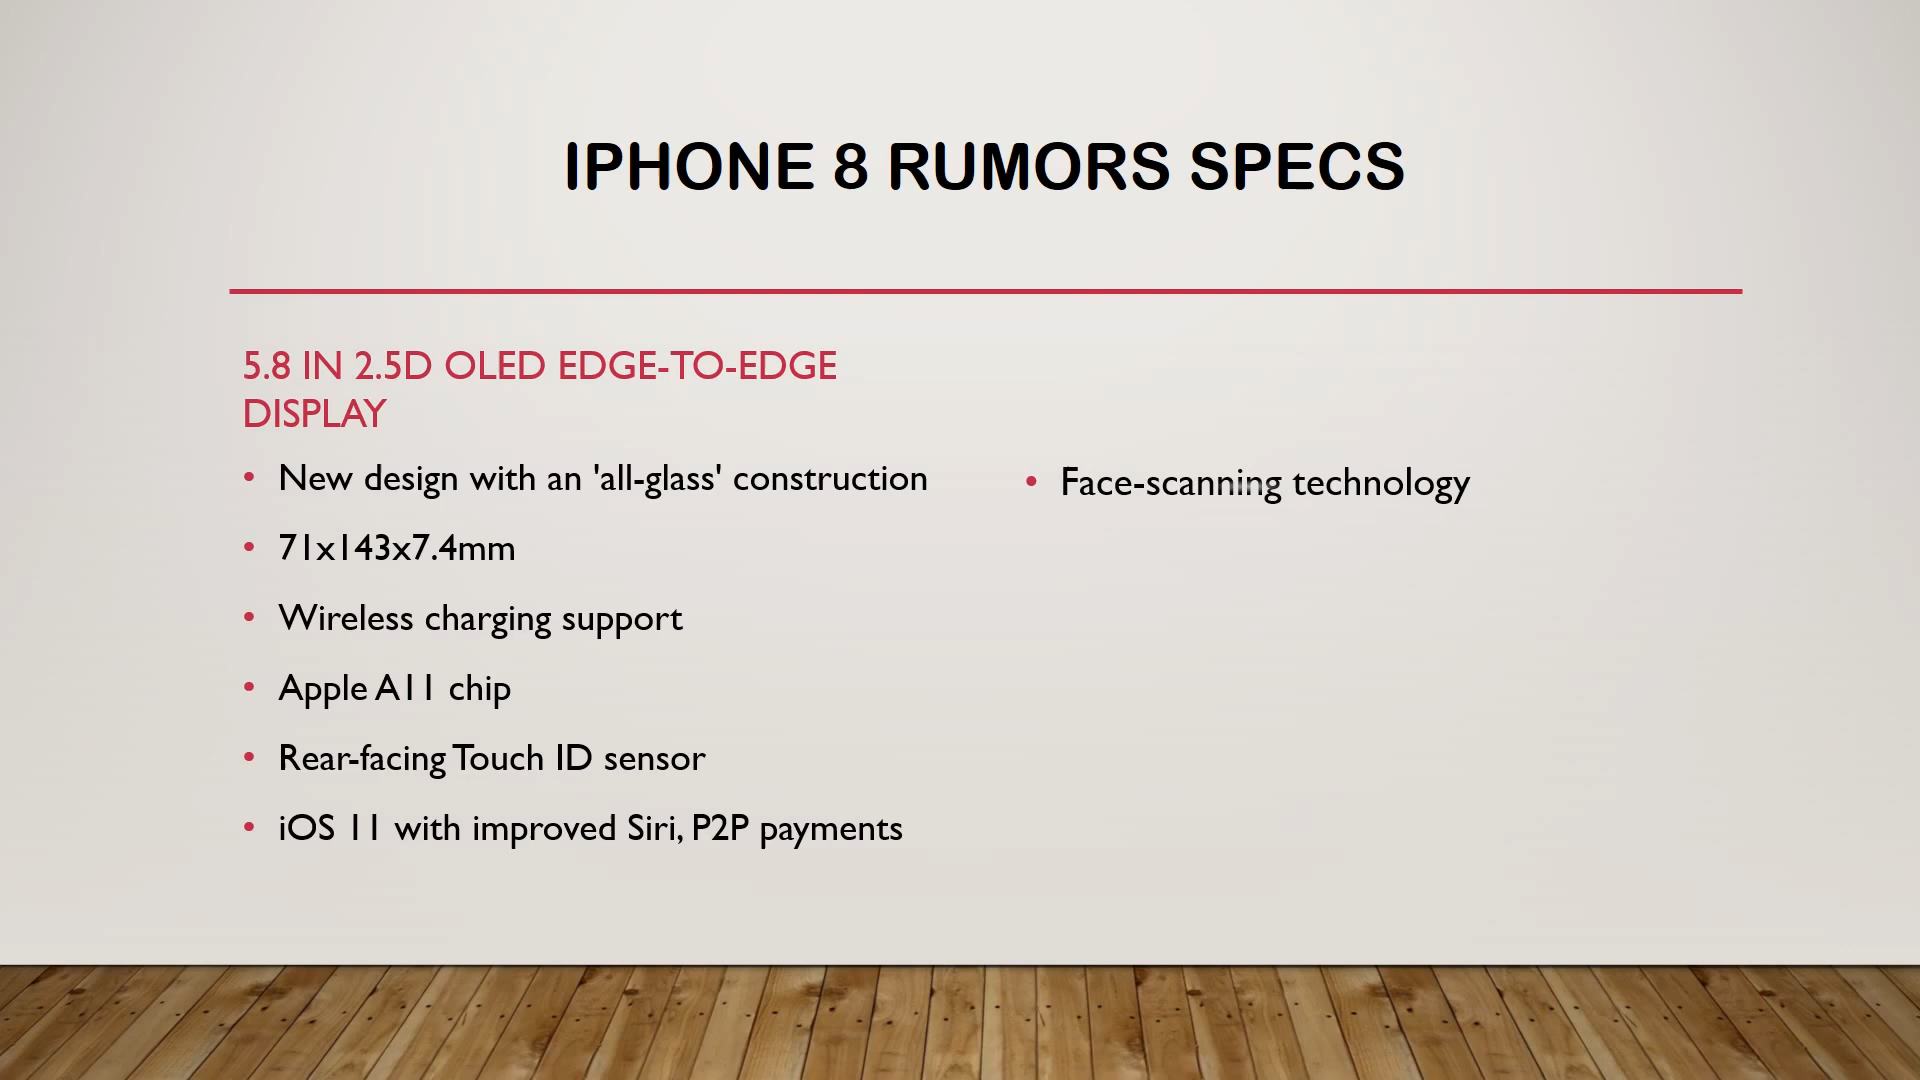 IPHONE 8 RUMORS SPECS
5.8 IN 2.5D OLED EDGE-TO-EDGE
DISPLAY
• New design with an 'all-glass' construction
• 71x143x7.4mm
• Wireless charging support
• Apple A11 chip
• Rear-facing Touch ID sensor
• iOS 11 with improved Siri, P2P payments
• Face-scanning technology